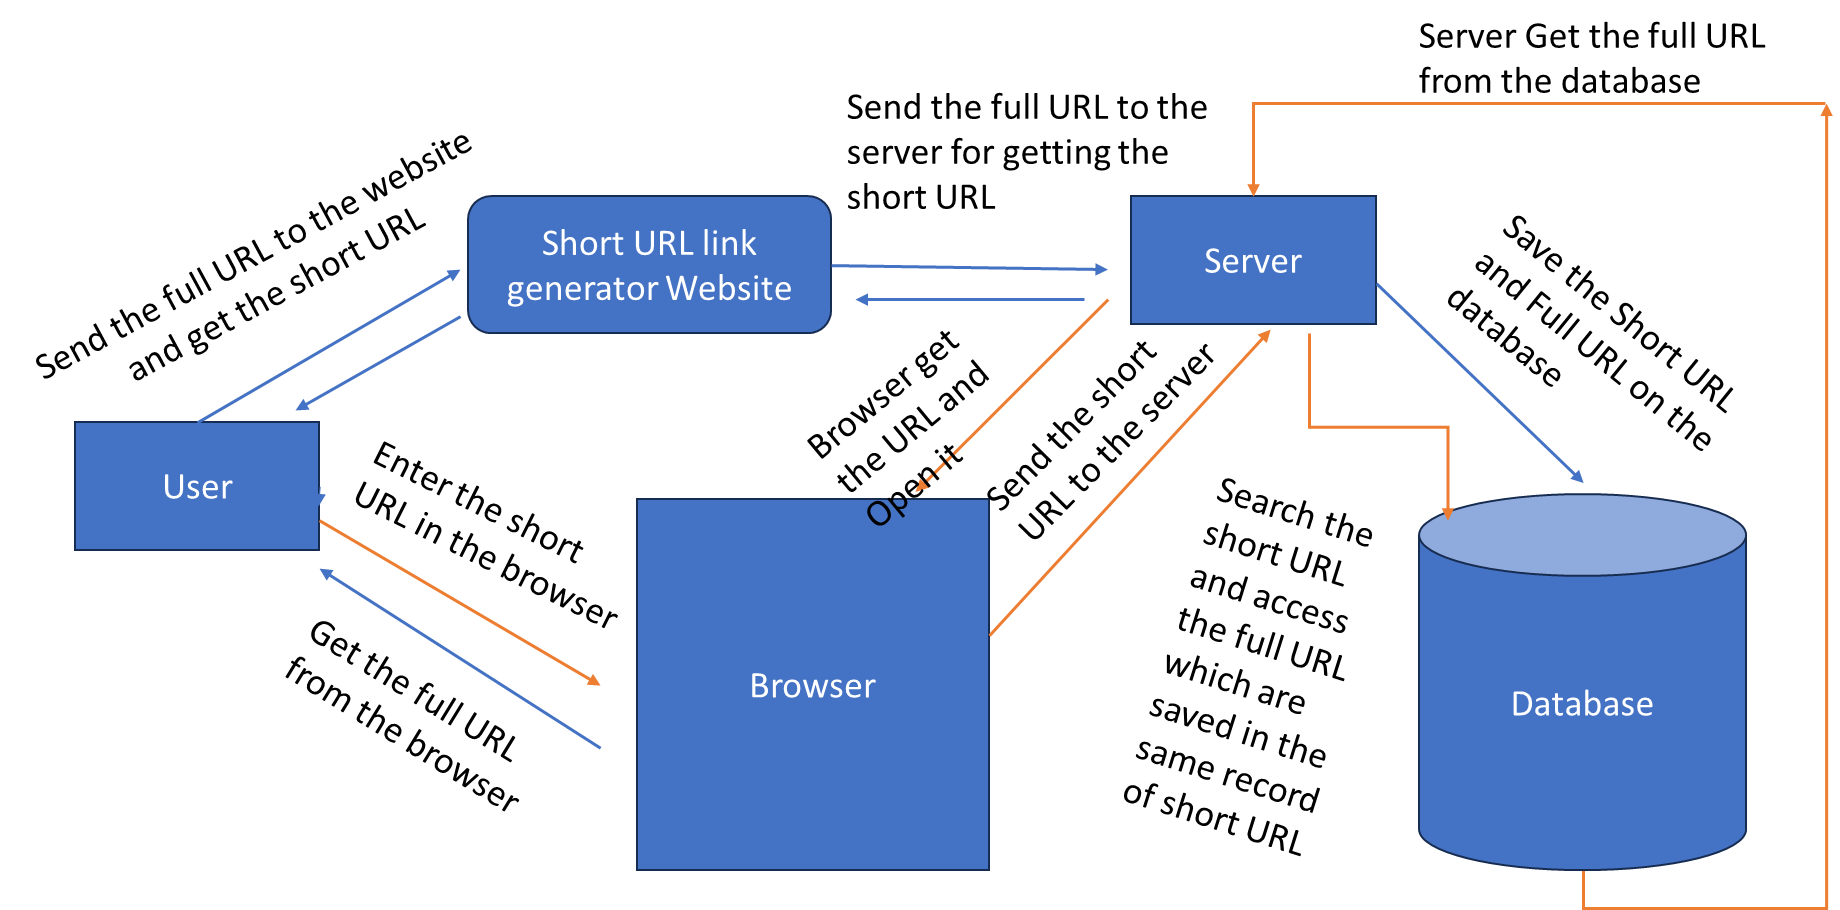 Server Get the full URL
from the database
Send the full URL to the
server for getting the
short URL
Send the full URL to the website
and get the short URL
Short URL link
generator Website
Server
Save the Short URL
and Full URL on the
database
Browser get
the URL and
Open it
Send the short
URL to the server
User
Enter the short
URL in the browser
Get the full URL
from the browser
Browser
Search the
short URL
and access
the full URL
which are
saved in the
same record
of short URL
Database